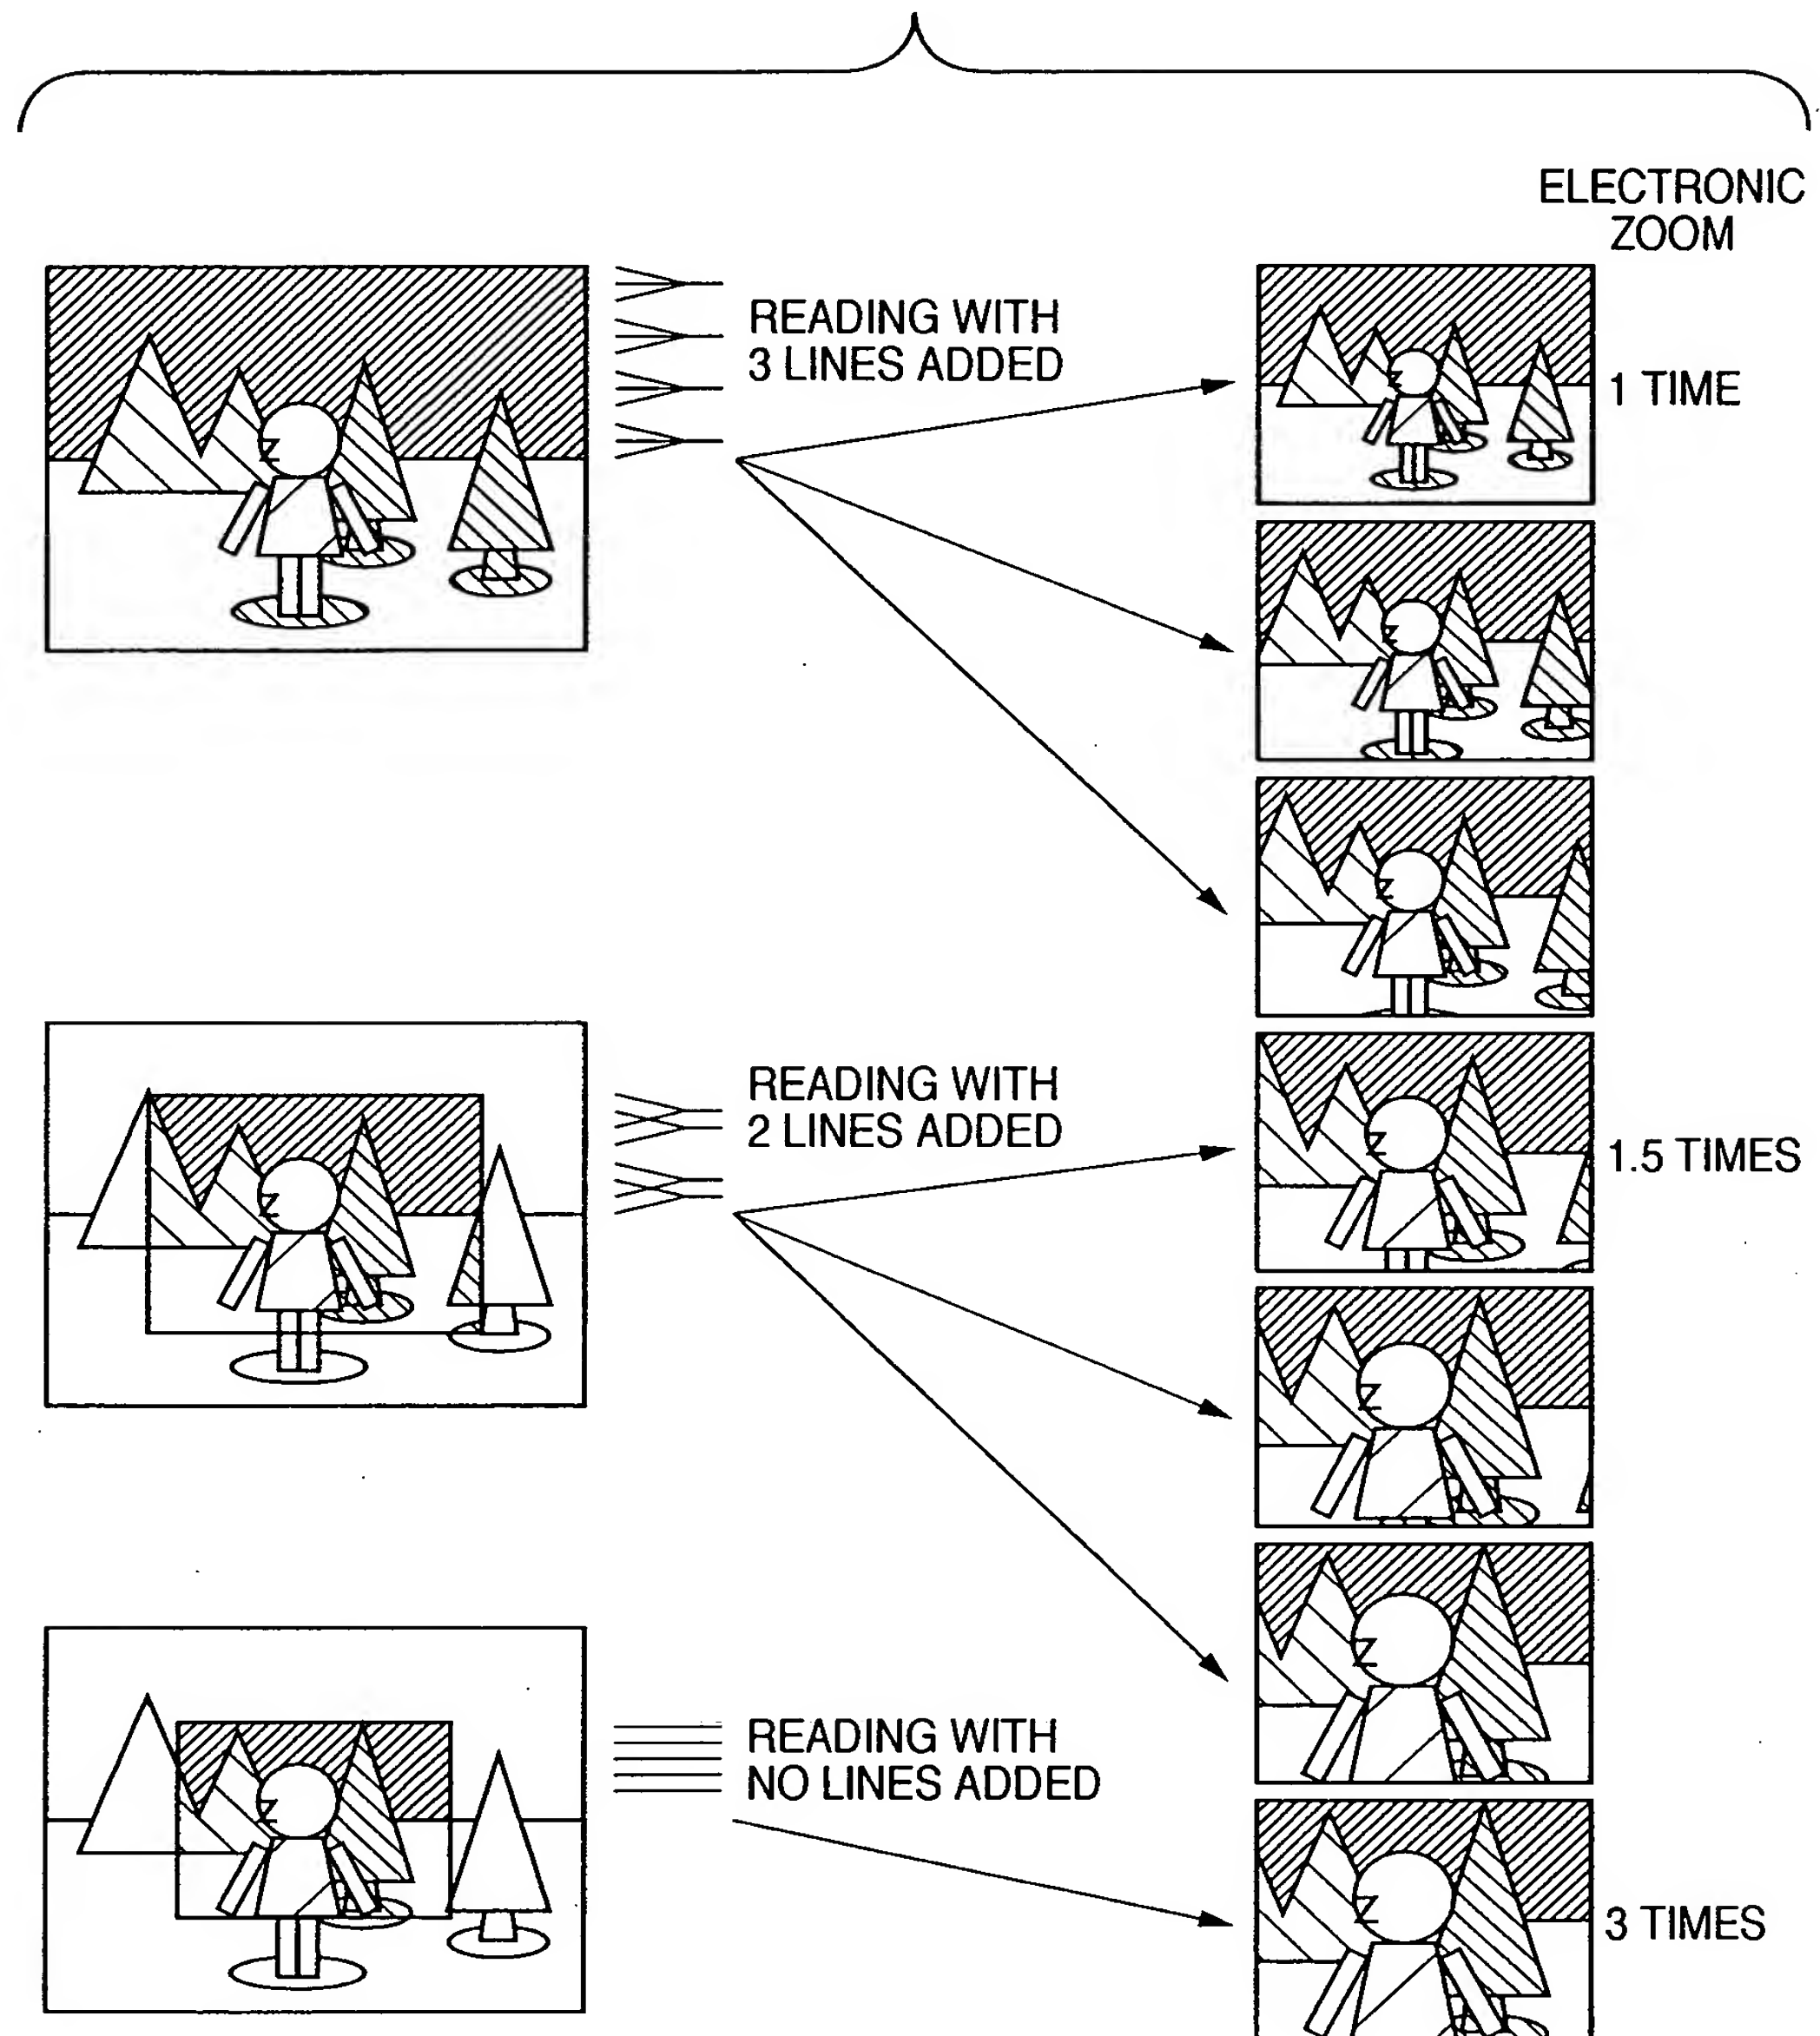 ELECTRONIC
ZOOM
READING WITH
3 LINES ADDED
1 TIME
READING WITH
2 LINES ADDED
1.5 TIMES
READING WITH
NO LINES ADDED
3 TIMES